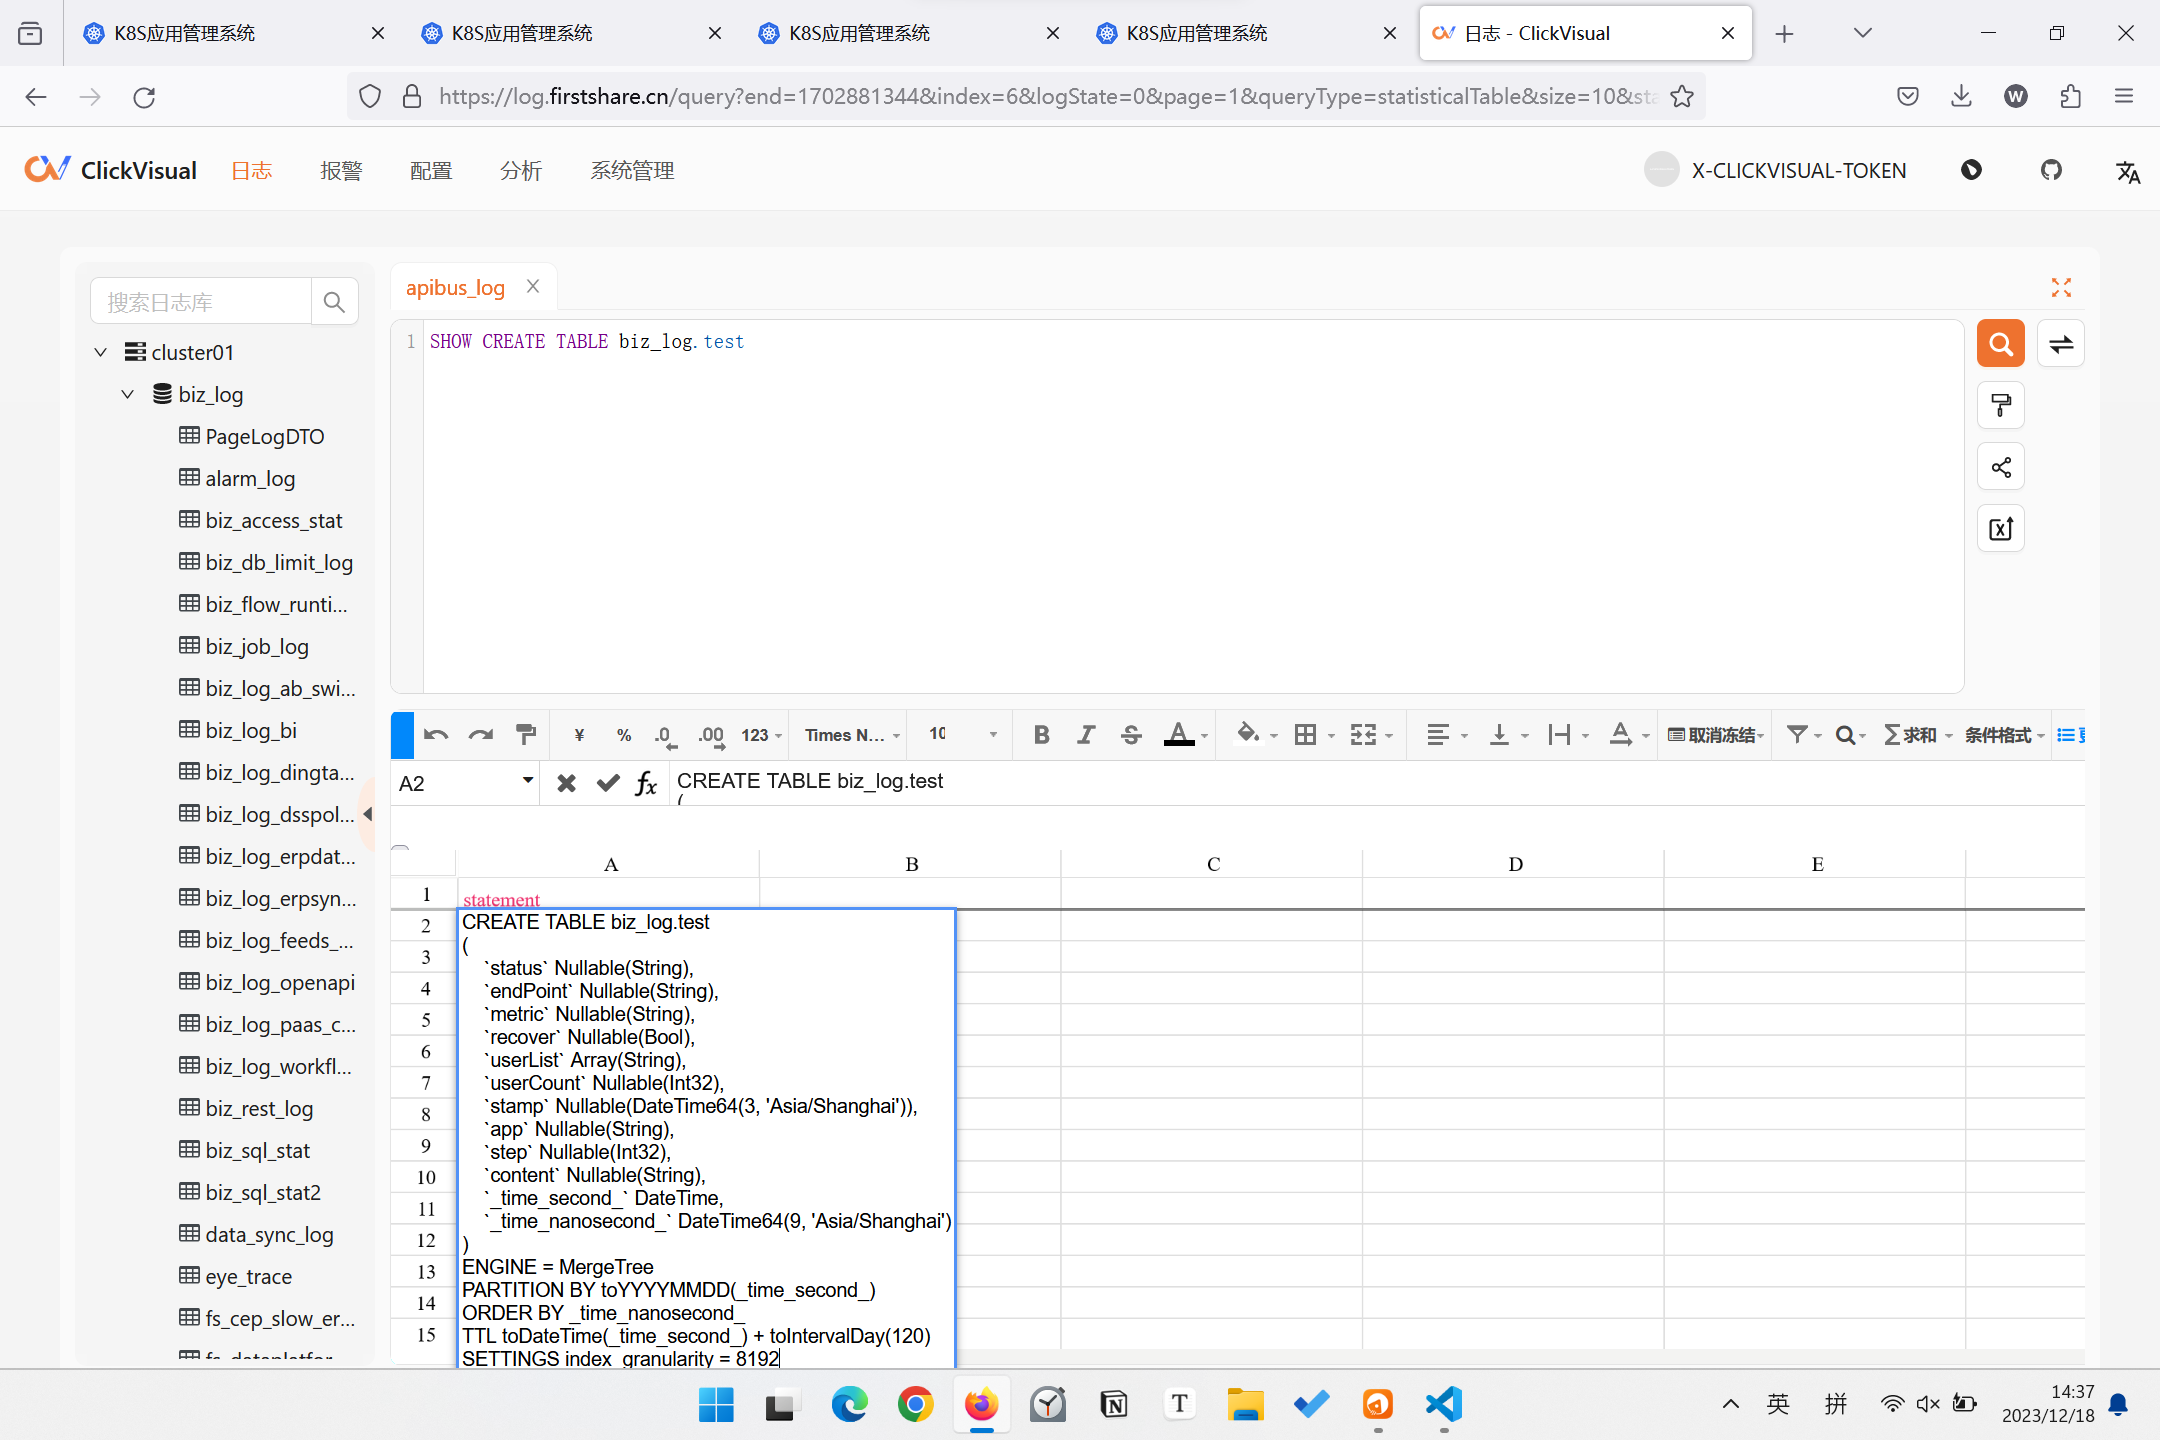 K8S应用管理系统
K8S应用管理系统
K8S应用管理系统
K8S应用管理系统
日志 - ClickVisual
https://log.firstshare.cn/query?end=1702881344&index=6&logState=0&page=1&queryType=statisticalTable&size=10&sta
W
ClickVisual
日志
报警
配置
分析
系统管理
X-CLICKVISUAL-TOKEN
搜索日志库
cluster01
biz_log
PageLogDTO
alarm_log
biz_access_stat
biz_db_limit_log
biz_flow_runti...
biz_job_log
biz_log_ab_swi...
biz_log_bi
biz_log_dingta...
biz_log_dsspol...
biz_log_erpdat...
biz_log_erpsyn...
biz_log_feeds_...
biz_log_openapi
biz_log_paas_c...
biz_log_workfl...
biz_rest_log
biz_sql_stat
biz_sql_stat2
data_sync_log
eye_trace
fs_cep_slow_er...
apibus_log
1 SHOW CREATE TABLE biz_log.test
¥ % .0 .00 123 Times N... 10 B I S A 取消冻结 Σ求和 条件格式
A2 fx CREATE TABLE biz_log.test
(
A B C D E
1 statement
2
3
4
5
6
7
8
9
10
11
12
13
14
15
CREATE TABLE biz_log.test
(
`status` Nullable(String),
`endPoint` Nullable(String),
`metric` Nullable(String),
`recover` Nullable(Bool),
`userList` Array(String),
`userCount` Nullable(Int32),
`stamp` Nullable(DateTime64(3, 'Asia/Shanghai')),
`app` Nullable(String),
`step` Nullable(Int32),
`content` Nullable(String),
`_time_second_` DateTime,
`_time_nanosecond_` DateTime64(9, 'Asia/Shanghai')
)
ENGINE = MergeTree
PARTITION BY toYYYYMMDD(_time_second_)
ORDER BY _time_nanosecond_
TTL toDateTime(_time_second_) + toIntervalDay(120)
SETTINGS index_granularity = 8192
英
拼
14:37
2023/12/18